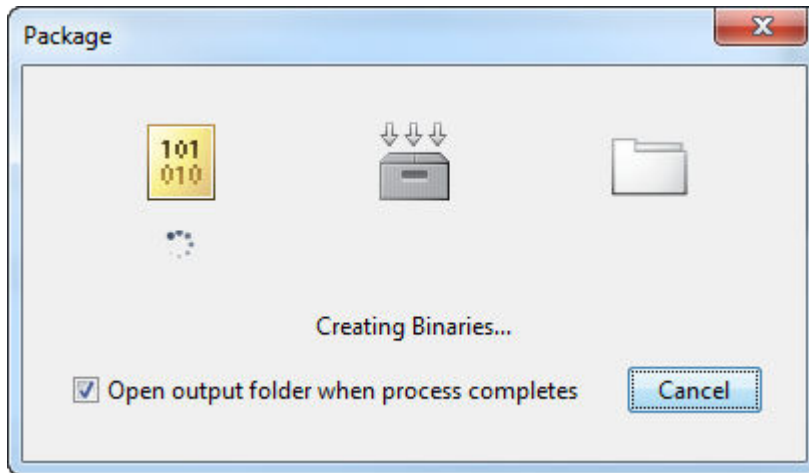 Package
101
010
Creating Binaries...
Open output folder when process completes
Cancel